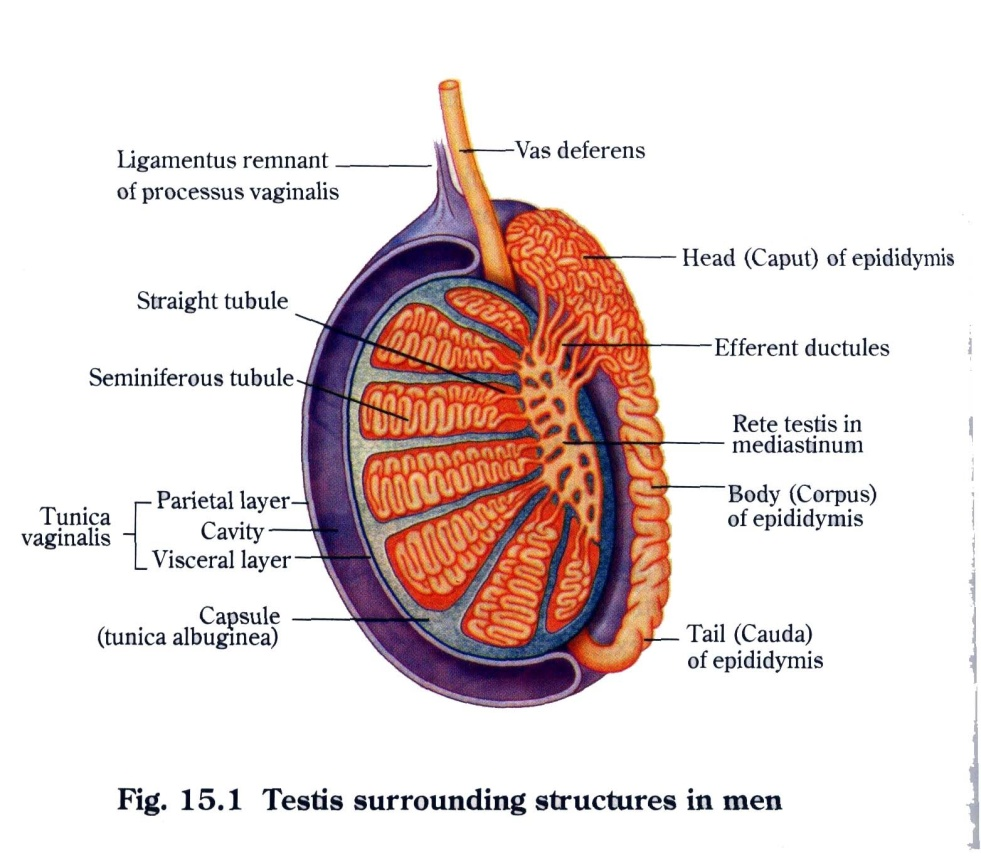 Vas deferens
Ligamentus remnant
of processus vaginalis
Head (Caput) of epididymis
Straight tubule
Efferent ductules
Seminiferous tubule
Rete testis in
mediastinum
Body (Corpus)
of epididymis
Tunica
vaginalis
Parietal layer
Cavity
Visceral layer
Capsule
(tunica albuginea)
Tail (Cauda)
of epididymis
Fig. 15.1 Testis surrounding structures in men